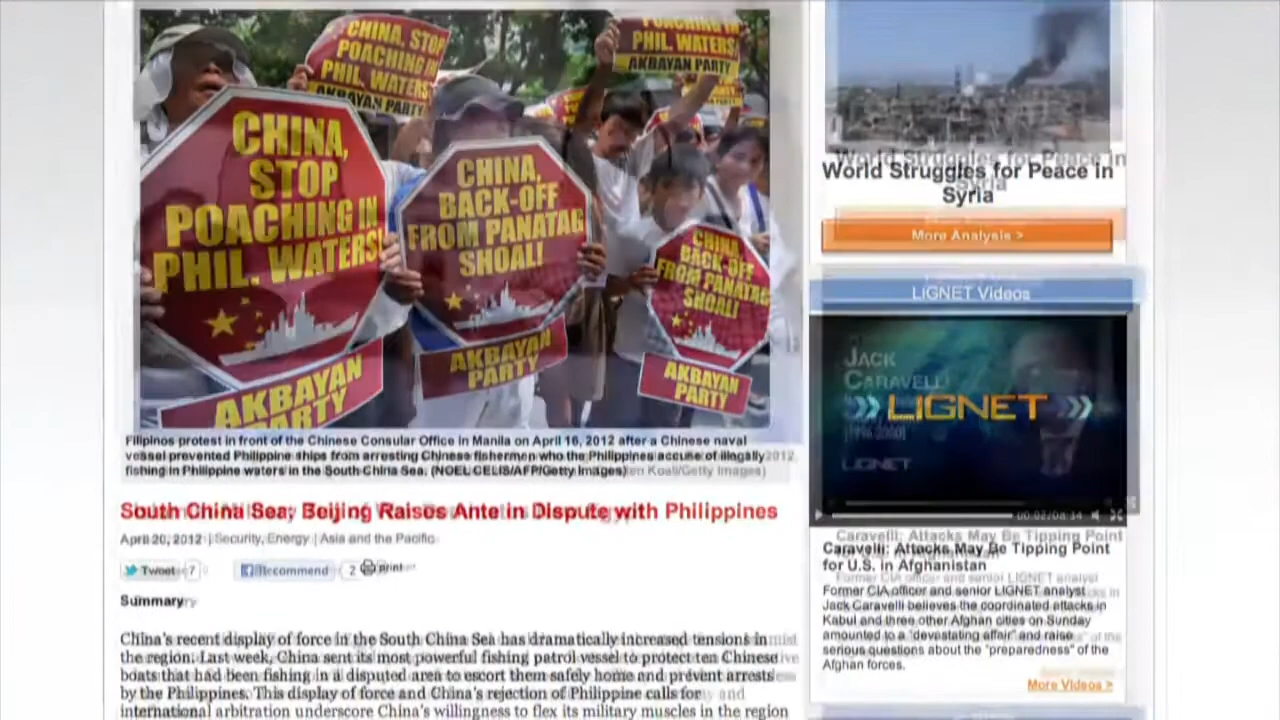 CHINA, STOP
POACHING IN
PHIL. WATERS!
AKBAYAN PARTY
POACHING IN
PHIL. WATERS!
AKBAYAN PARTY
CHINA,
STOP
POACHING IN
PHIL. WATERS!
AKBAYAN
PARTY
CHINA,
BACK-OFF
FROM PANATAG
SHOAL!
AKBAYAN
PARTY
CHINA,
BACK-OFF
FROM PANATAG
SHOAL!
AKBAYAN
PARTY
Filipinos protest in front of the Chinese Consular Office in Manila on April 16, 2012 after a Chinese naval
vessel prevented Philippine ships from arresting Chinese fishermen who the Philippines accuse of illegally
fishing in Philippine waters in the South China Sea. (NOEL CELIS/AFP/Getty Images)
South China Sea: Beijing Raises Ante in Dispute with Philippines
April 20, 2012 | Security, Energy | Asia and the Pacific
Tweet 7 Recommend 2 Print
Summary
China's recent display of force in the South China Sea has dramatically increased tensions in
the region. Last week, China sent its most powerful fishing patrol vessel to protect ten Chinese
boats that had been fishing in a disputed area to escort them safely home and prevent arrests
by the Philippines. This display of force and China's rejection of Philippine calls for
international arbitration underscore China's willingness to flex its military muscles in the region
World Struggles for Peace in
Syria
More Analysis >
LIGNET Videos
JACK
CARAVELLI
LIGNET
LIGNET
00:02/08:14
Caravelli: Attacks May Be Tipping Point
for U.S. in Afghanistan
Former CIA officer and senior LIGNET analyst
Jack Caravelli believes the coordinated attacks in
Kabul and three other Afghan cities on Sunday
amounted to a "devastating affair" and raise
serious questions about the "preparedness" of the
Afghan forces.
More Videos >